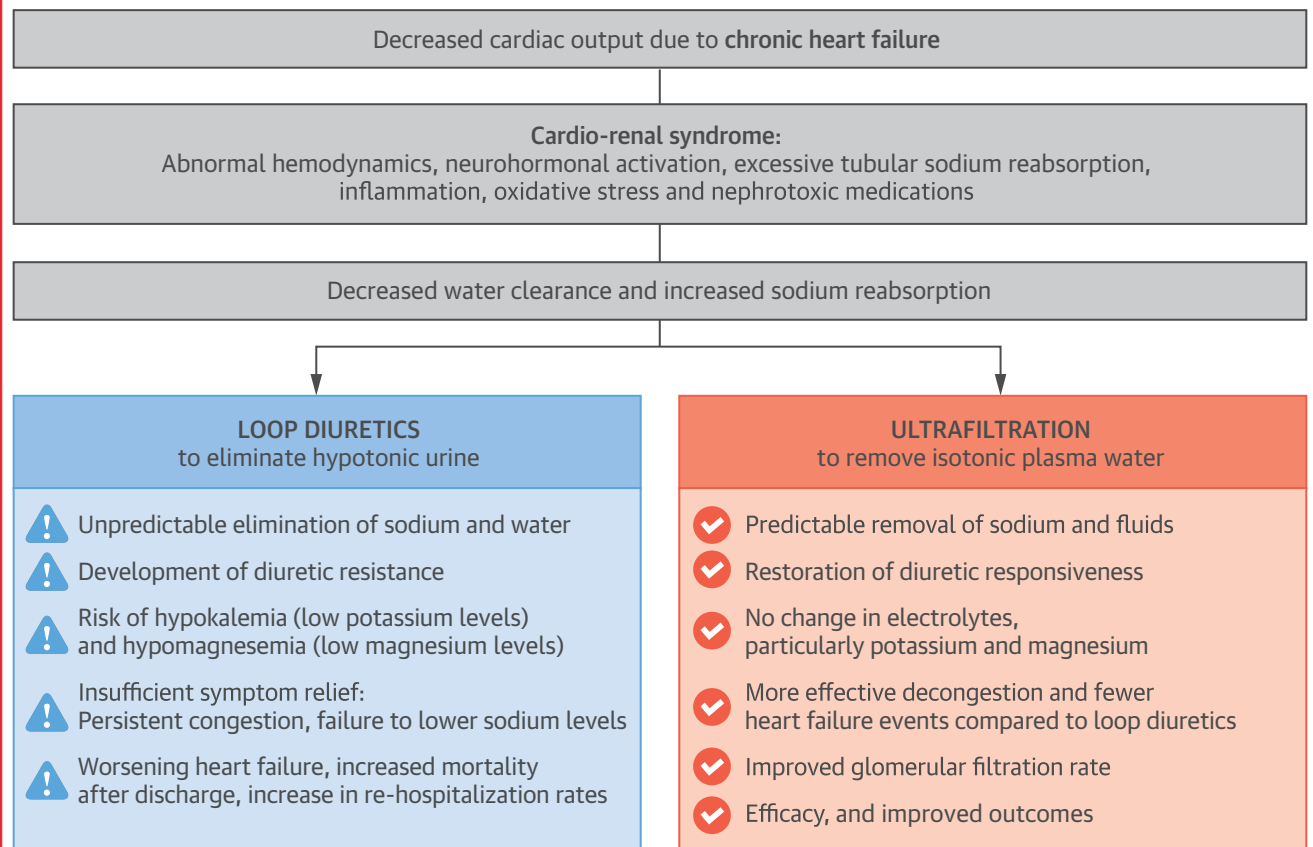 Decreased cardiac output due to chronic heart failure
Cardio-renal syndrome:
Abnormal hemodynamics, neurohormonal activation, excessive tubular sodium reabsorption,
inflammation, oxidative stress and nephrotoxic medications
Decreased water clearance and increased sodium reabsorption
LOOP DIURETICS
to eliminate hypotonic urine
Unpredictable elimination of sodium and water
Development of diuretic resistance
Risk of hypokalemia (low potassium levels)
and hypomagnesemia (low magnesium levels)
Insufficient symptom relief:
Persistent congestion, failure to lower sodium levels
Worsening heart failure, increased mortality
after discharge, increase in re-hospitalization rates
ULTRAFILTRATION
to remove isotonic plasma water
Predictable removal of sodium and fluids
Restoration of diuretic responsiveness
No change in electrolytes,
particularly potassium and magnesium
More effective decongestion and fewer
heart failure events compared to loop diuretics
Improved glomerular filtration rate
Efficacy, and improved outcomes